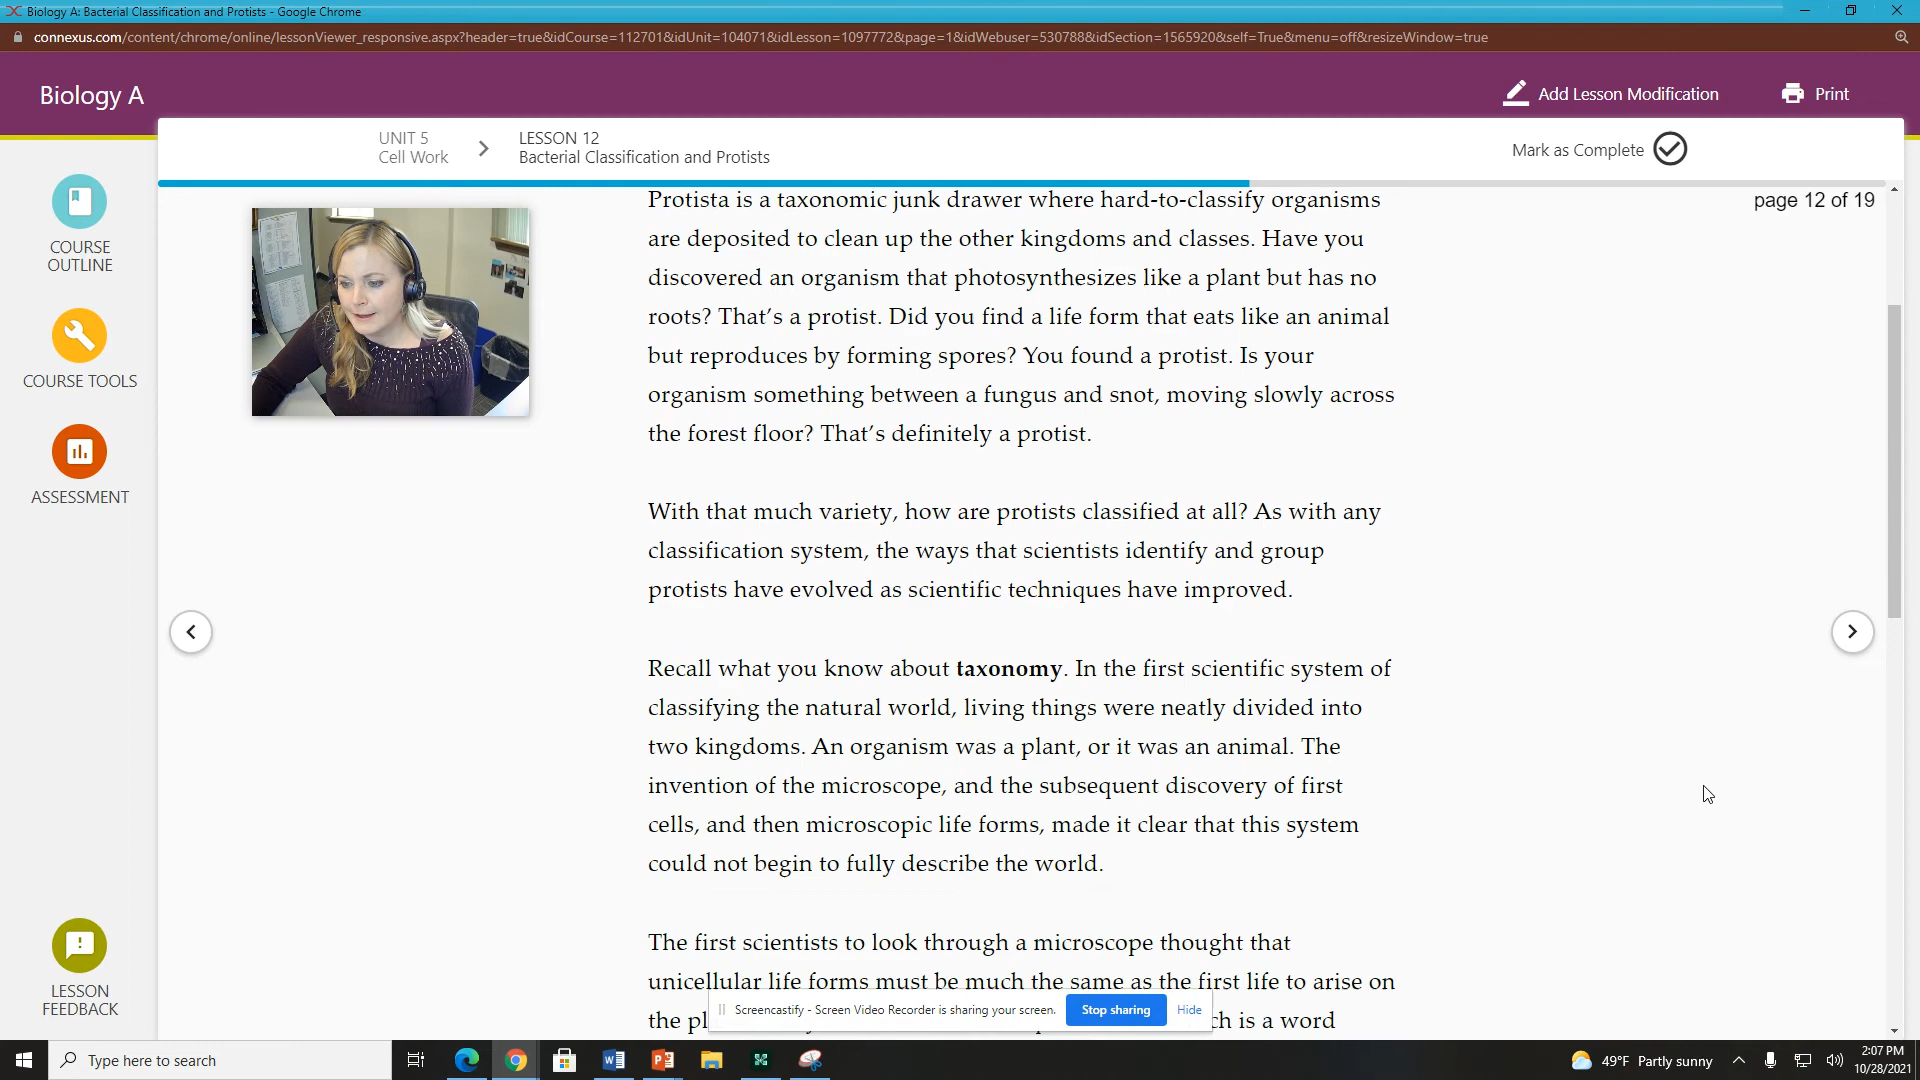 Biology A: Bacterial Classification and Protists - Google Chrome
connexus.com/content/chrome/online/lessonViewer_responsive.aspx?header=true&idCourse=112701&idUnit=104071&idLesson=1097772&page=1&idWebuser=530788&idSection=1565920&self=True&menu=off&resizeWindow=true
Biology A
Add Lesson Modification
Print
UNIT 5
Cell Work
LESSON 12
Bacterial Classification and Protists
Mark as Complete
page 12 of 19
COURSE
OUTLINE
COURSE TOOLS
ASSESSMENT
LESSON
FEEDBACK
Protista is a taxonomic junk drawer where hard-to-classify organisms
are deposited to clean up the other kingdoms and classes. Have you
discovered an organism that photosynthesizes like a plant but has no
roots? That's a protist. Did you find a life form that eats like an animal
but reproduces by forming spores? You found a protist. Is your
organism something between a fungus and snot, moving slowly across
the forest floor? That's definitely a protist.
With that much variety, how are protists classified at all? As with any
classification system, the ways that scientists identify and group
protists have evolved as scientific techniques have improved.
Recall what you know about taxonomy. In the first scientific system of
classifying the natural world, living things were neatly divided into
two kingdoms. An organism was a plant, or it was an animal. The
invention of the microscope, and the subsequent discovery of first
cells, and then microscopic life forms, made it clear that this system
could not begin to fully describe the world.
The first scientists to look through a microscope thought that
unicellular life forms must be much the same as the first life to arise on
the is a word
Screencastify - Screen Video Recorder is sharing your screen.
Stop sharing
Hide
Type here to search
49°F Partly sunny
2:07 PM
10/28/2021